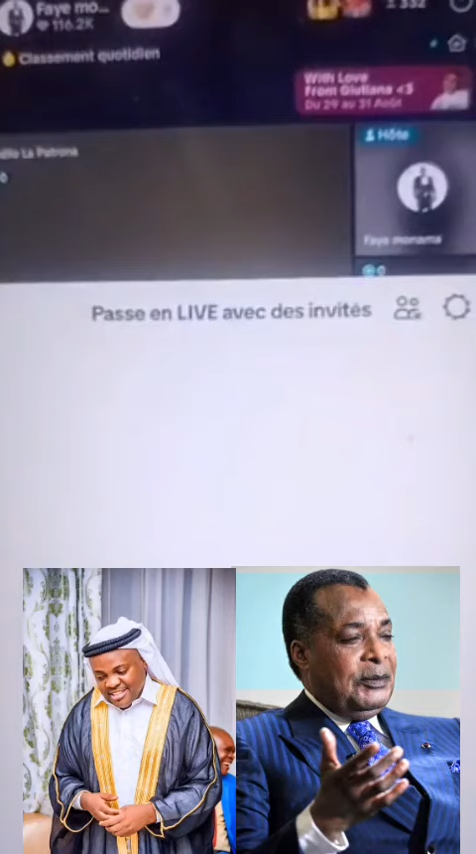 Faye mo...
116.2K
332
Classement quotidien
With Love
From Giuliana <3
Du 29 au 31 Août
La Patrona
Hôte
Faye monama
Passe en LIVE avec des invités